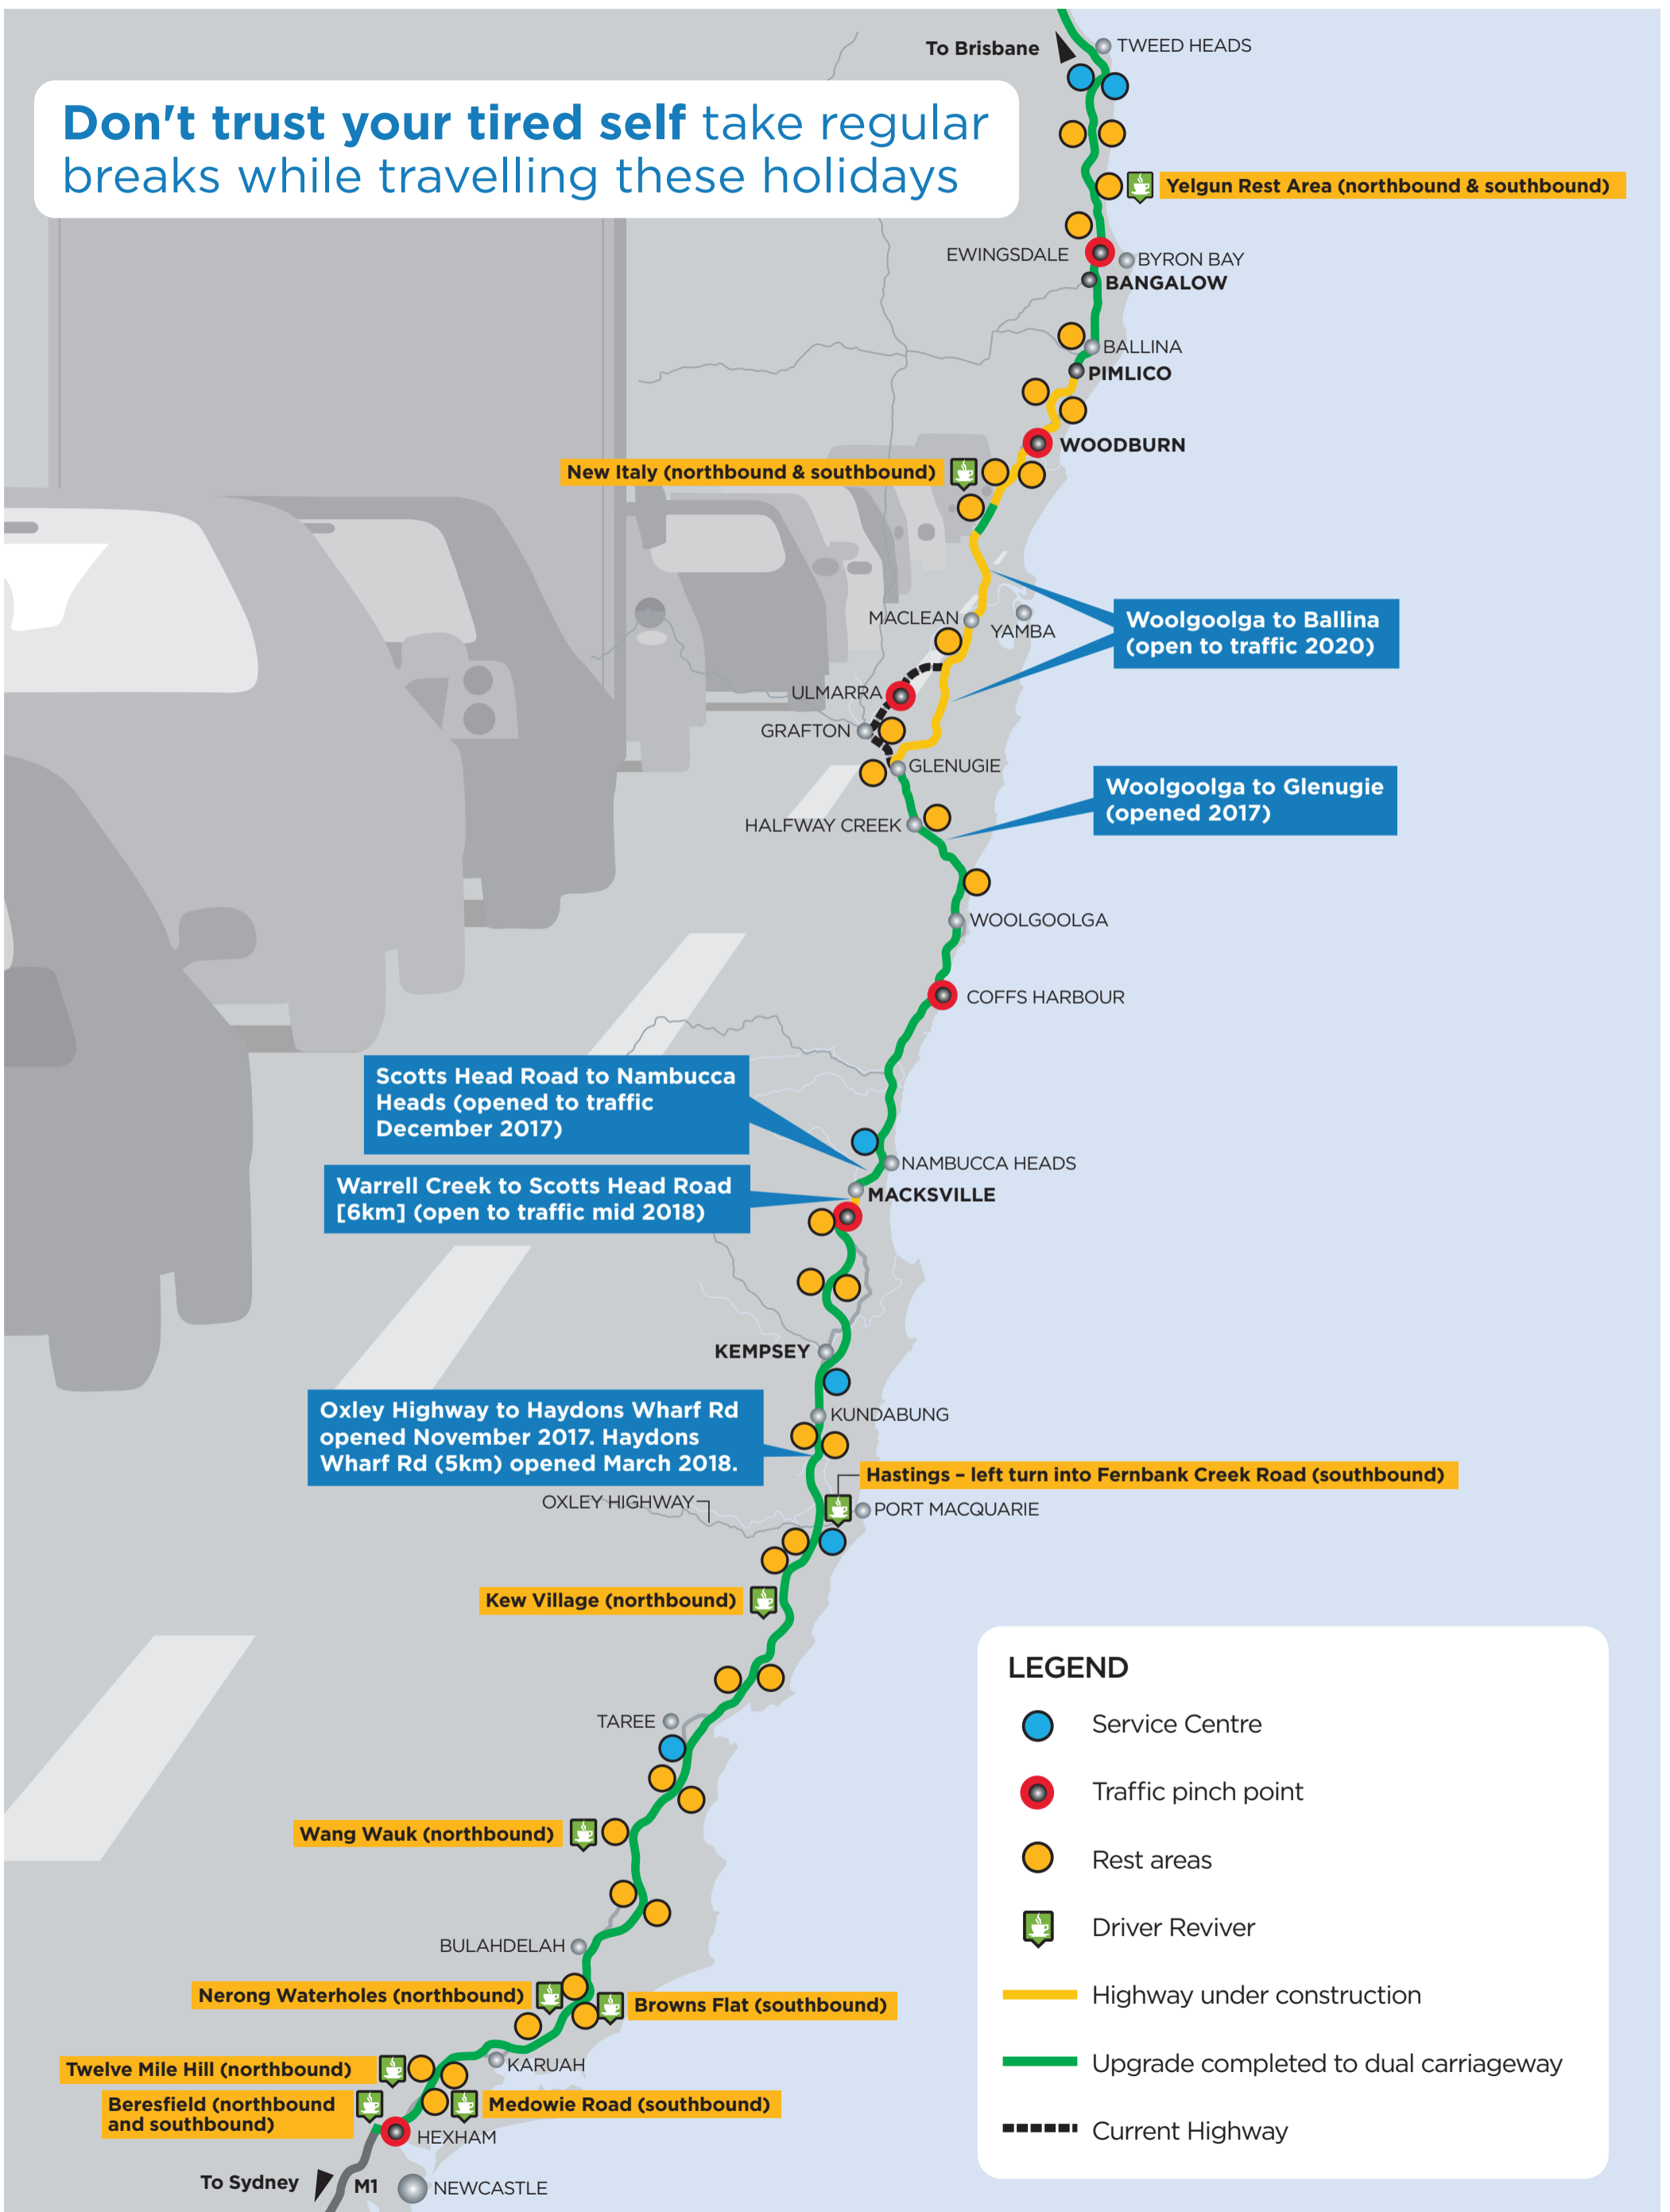 To Brisbane
TWEED HEADS
Don't trust your tired self take regular
breaks while travelling these holidays
Yelgun Rest Area (northbound & southbound)
EWINGSDALE
BYRON BAY
BANGALOW
BALLINA
PIMLICO
WOODBURN
New Italy (northbound & southbound)
MACLEAN
YAMBA
Woolgoolga to Ballina
(open to traffic 2020)
ULMARRA
GRAFTON
GLENUGIE
Woolgoolga to Glenugie
(opened 2017)
HALFWAY CREEK
WOOLGOOLGA
COFFS HARBOUR
Scotts Head Road to Nambucca
Heads (opened to traffic
December 2017)
NAMBUCCA HEADS
Warrell Creek to Scotts Head Road
[6km] (open to traffic mid 2018)
MACKSVILLE
KEMPSEY
Oxley Highway to Haydons Wharf Rd
opened November 2017. Haydons
Wharf Rd (5km) opened March 2018.
KUNDABUNG
Hastings – left turn into Fernbank Creek Road (southbound)
OXLEY HIGHWAY
PORT MACQUARIE
Kew Village (northbound)
TAREE
Wang Wauk (northbound)
BULAHDELAH
Nerong Waterholes (northbound)
Browns Flat (southbound)
KARUAH
Twelve Mile Hill (northbound)
Beresfield (northbound
and southbound)
Medowie Road (southbound)
HEXHAM
To Sydney
M1
NEWCASTLE
LEGEND
Service Centre
Traffic pinch point
Rest areas
Driver Reviver
Highway under construction
Upgrade completed to dual carriageway
Current Highway